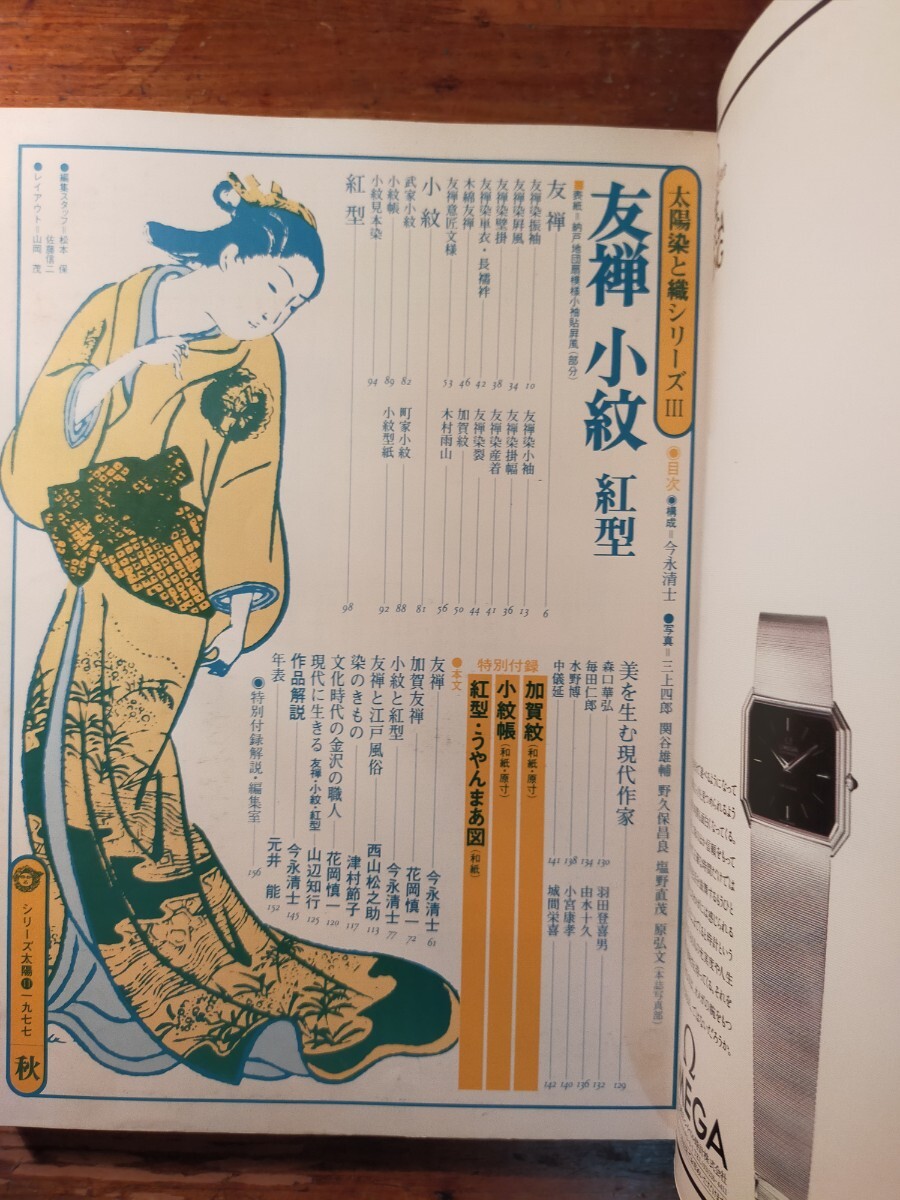 太陽染と織シリーズIII
●目次 ●構成=今永清士 ●写真=三上四郎 関谷雄輔 野久保昌良 塩野直茂 原弘文(本誌写真部)
友禅 小紋 紅型
表紙=納戸地団扇模様小袖貼屏風(部分)
友禅 6
友禅染振袖 10
友禅染小袖 13
友禅染屏風 34
友禅染掛幅 36
友禅染壁掛 38
友禅染産着 41
友禅染単衣・長襦袢 42
友禅染裂 44
木綿友禅 46
加賀紋 50
友禅意匠文様 53
木村雨山 56
小紋 81
武家小紋 82
町家小紋 88
小紋帳 89
小紋型紙 92
小紋見本染 94
紅型 98
●編集スタッフ=松本 保
佐藤信二
●レイアウト=山岡 茂
美を生む現代作家 129
森口華弘 130
羽田登喜男 132
毎田仁郎 134
由水十久 136
水野博 138
小宮康孝 140
中儀延 141
城間栄喜 142
特別付録
加賀紋(和紙・原寸)
小紋帳(和紙・原寸)
紅型・うやんまあ図(和紙)
●本文
友禅 今永清士 61
加賀友禅 花岡慎一 72
小紋と紅型 今永清士 77
友禅と江戸風俗 西山松之助 113
染のきもの 津村節子 117
文化時代の金沢の職人 花岡慎一 120
現代に生きる友禅・小紋・紅型 山辺知行 125
作品解説 今永清士 145
年表 元井 能 152
●特別付録解説・編集室 156
シリーズ太陽 一九七七 秋
Ω
OMEGA